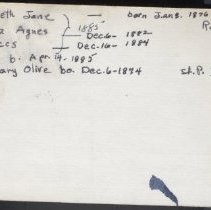 eth Jane — born Jan 8. 1876
Agnes 1885 Dec. 6 - 1882
Dec. 16 - 1884
b. Apr. 14. 1885
ary Olive bo. Dec. 6 - 1874 st. P.